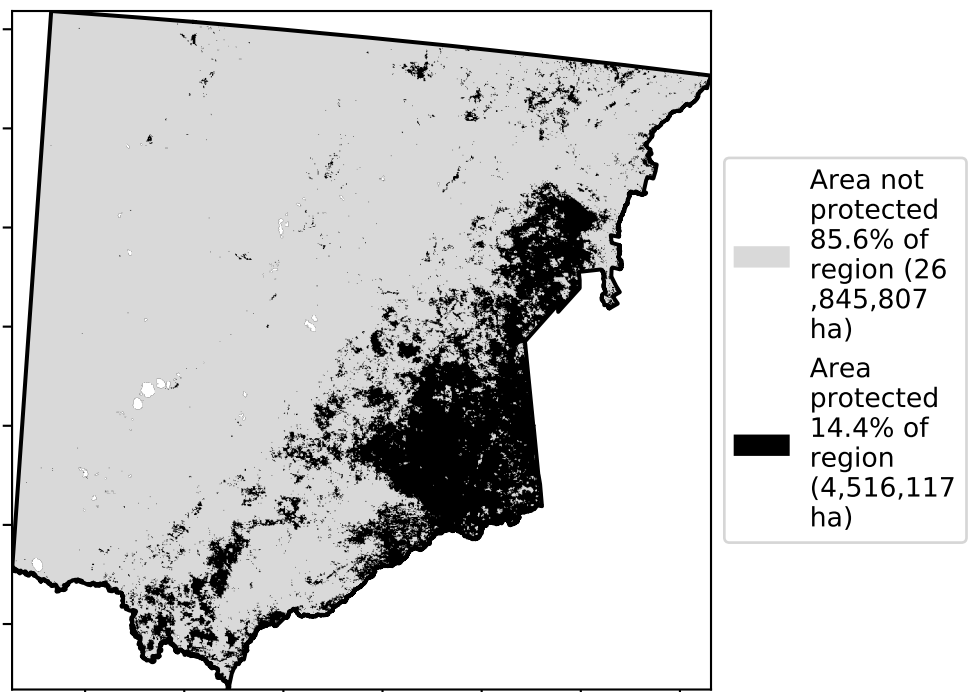 Area not
protected
85.6% of
region (26
,845,807
ha)
Area
protected
14.4% of
region
(4,516,117
ha)